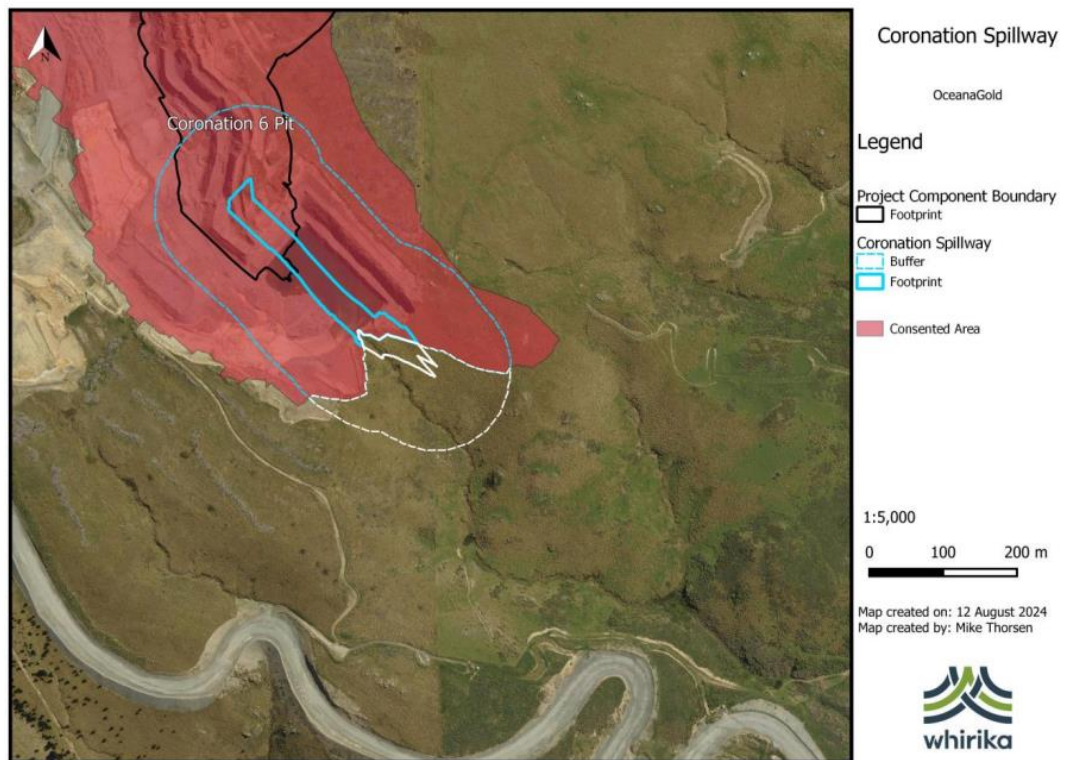 N
Coronation 6 Pit
Coronation Spillway
OceanaGold
Legend
Project Component Boundary
Footprint
Coronation Spillway
Buffer
Footprint
Consented Area
1:5,000
0 100 200 m
Map created on: 12 August 2024
Map created by: Mike Thorsen
whirika